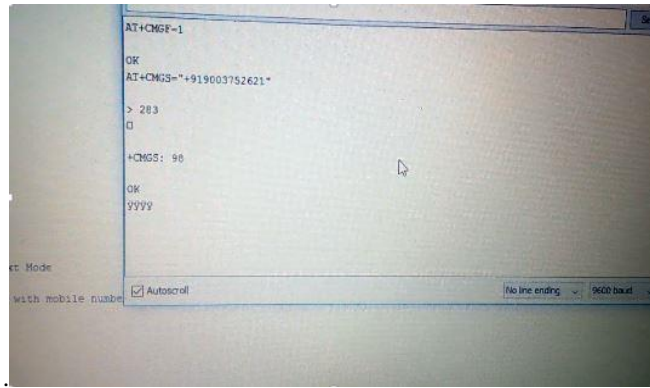 AT+CMGF=1
OK
AT+CMGS="+919003752621"
> 283
+CMGS: 98
OK
ÿÿÿÿ
Mode
with mobile numbe
Autoscroll
No line ending
9600 baud